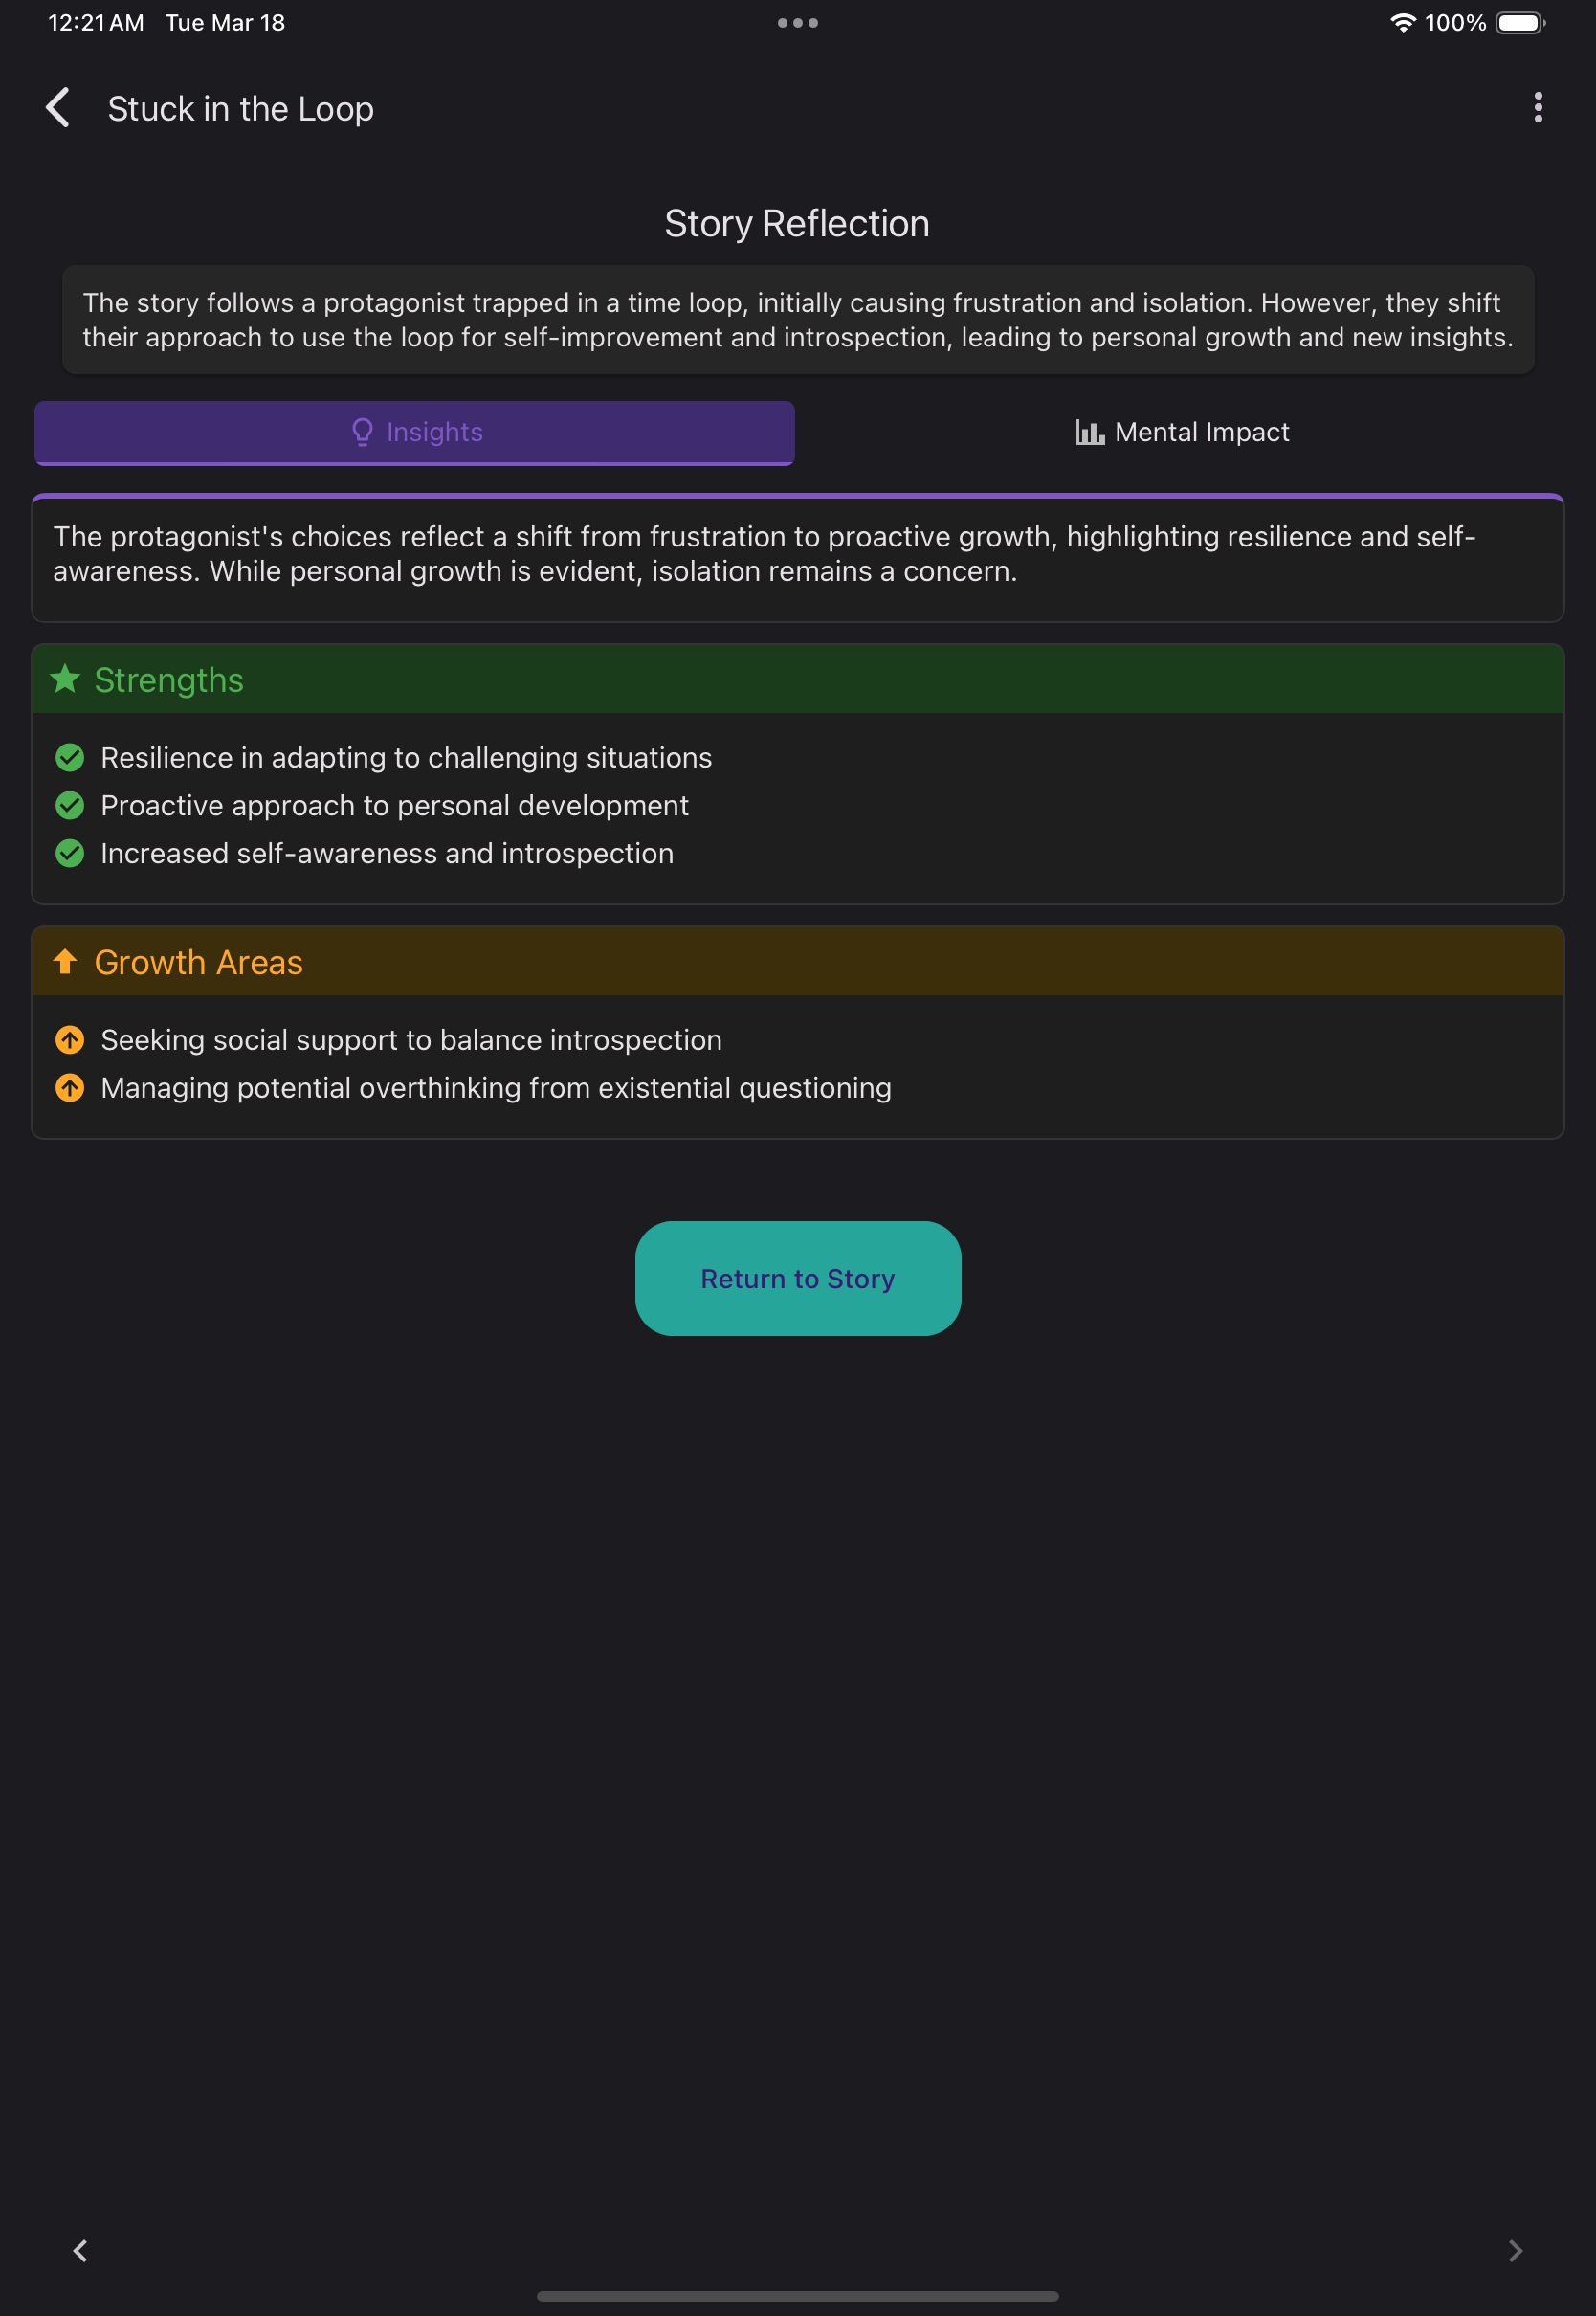 12:21 AM Tue Mar 18
100%
Stuck in the Loop
Story Reflection
The story follows a protagonist trapped in a time loop, initially causing frustration and isolation. However, they shift
their approach to use the loop for self-improvement and introspection, leading to personal growth and new insights.
Insights
Mental Impact
The protagonist's choices reflect a shift from frustration to proactive growth, highlighting resilience and self-
awareness. While personal growth is evident, isolation remains a concern.
Strengths
Resilience in adapting to challenging situations
Proactive approach to personal development
Increased self-awareness and introspection
Growth Areas
Seeking social support to balance introspection
Managing potential overthinking from existential questioning
Return to Story